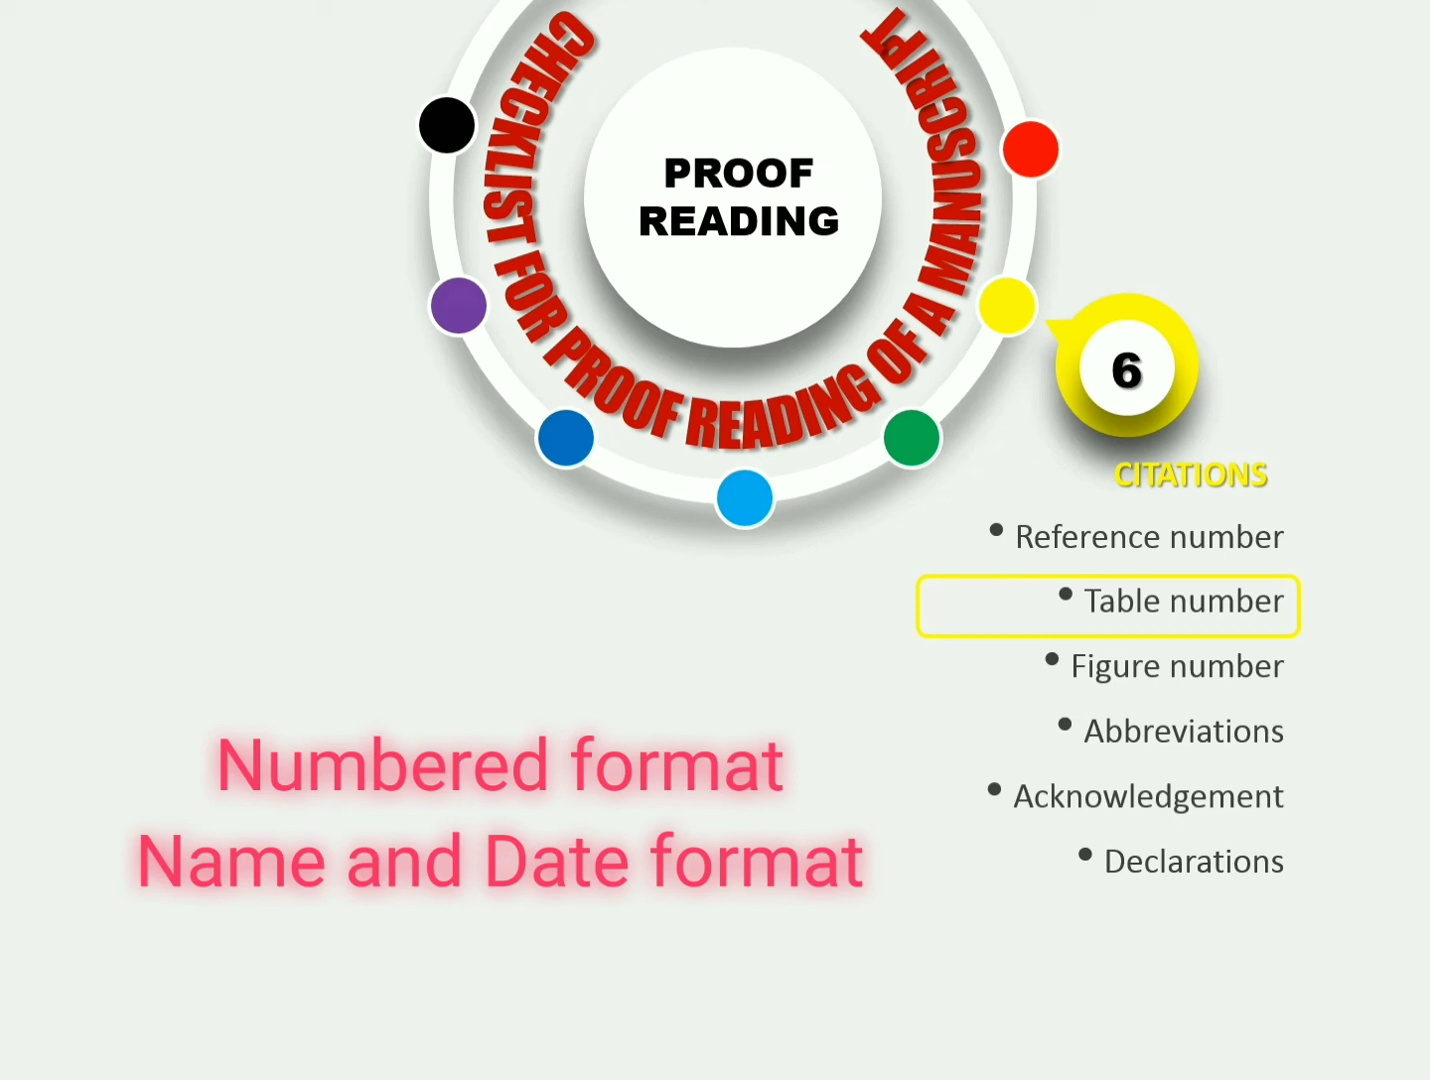 CHECKLIST FOR PROOF READING OF A MANUSCRIPT
PROOF
READING
6
CITATIONS
• Reference number
• Table number
• Figure number
• Abbreviations
• Acknowledgement
• Declarations
Numbered format
Name and Date format